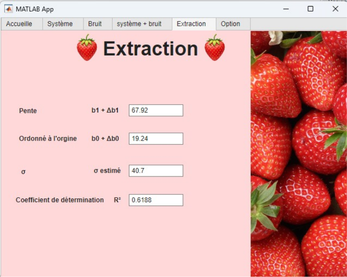 MATLAB App
Accueille Système Bruit système + bruit Extraction Option
Extraction
Pente b1 + Δb1 67.92
Ordonné à l'orgine b0 + Δb0 19.24
σ σ estimé 40.7
Coefficient de détermination R² 0.6188